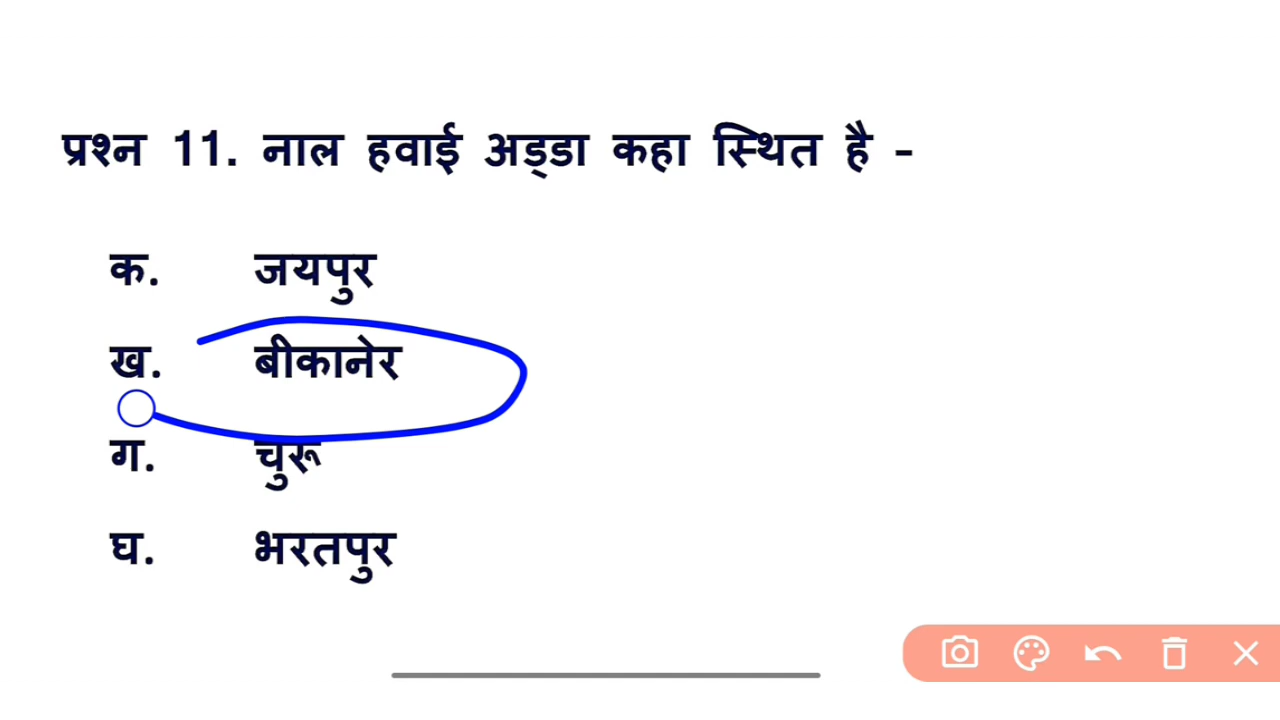 प्रश्न 11. नाल हवाई अड्डा कहा स्थित है -
क. जयपुर
ख. बीकानेर
ग. चुरू
घ. भरतपुर